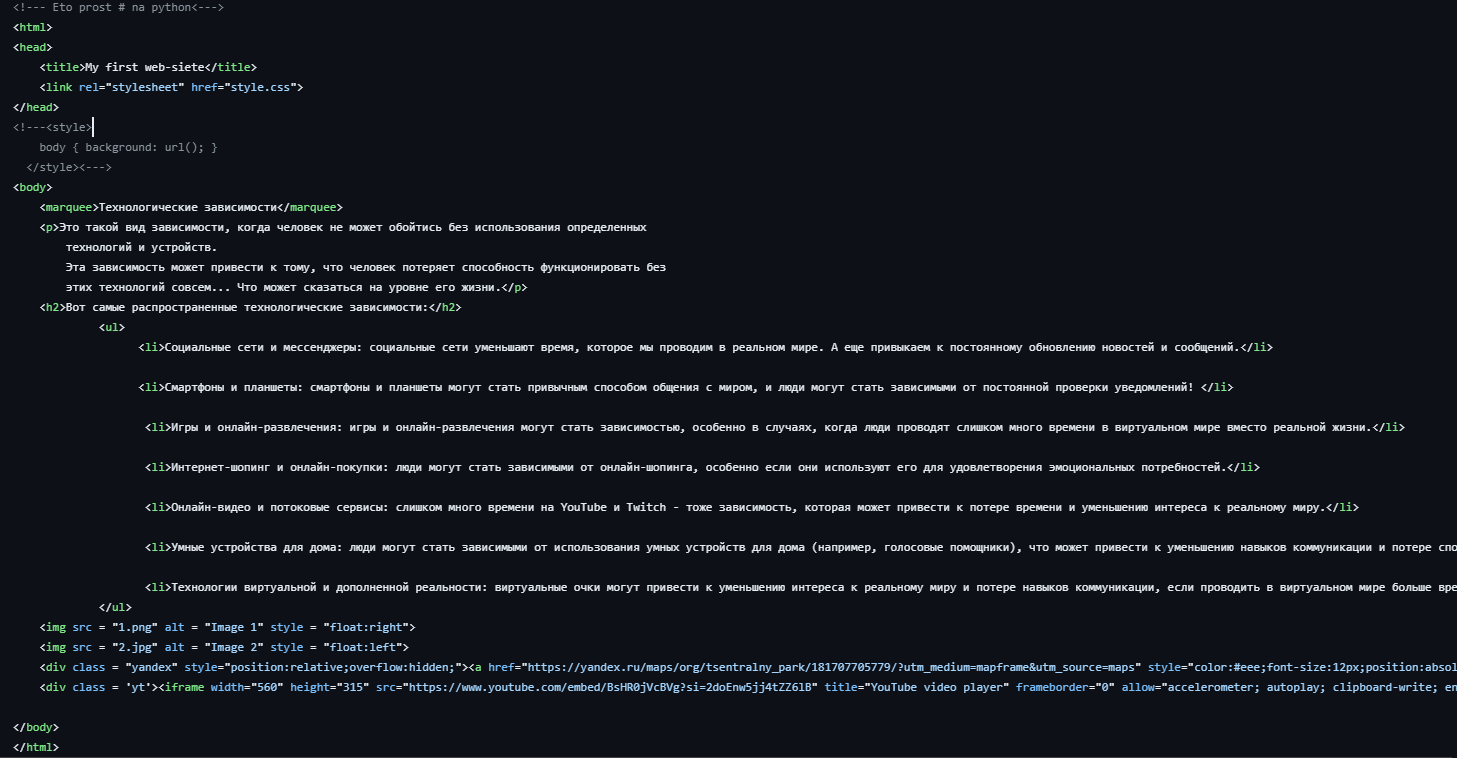 <!--- Eto prost # na python<--->
<html>
<head>
<title>My first web-siete</title>
<link rel="stylesheet" href="style.css">
</head>
<!---<style>
body { background: url(); }
</style><--->
<body>
<marquee>Технологические зависимости</marquee>
<p>Это такой вид зависимости, когда человек не может обойтись без использования определенных
технологий и устройств.
Эта зависимость может привести к тому, что человек потеряет способность функционировать без
этих технологий совсем... Что может сказаться на уровне его жизни.</p>
<h2>Вот самые распространенные технологические зависимости:</h2>
<ul>
<li>Социальные сети и мессенджеры: социальные сети уменьшают время, которое мы проводим в реальном мире. А еще привыкаем к постоянному обновлению новостей и сообщений.</li>
<li>Смартфоны и планшеты: смартфоны и планшеты могут стать привычным способом общения с миром, и люди могут стать зависимыми от постоянной проверки уведомлений! </li>
<li>Игры и онлайн-развлечения: игры и онлайн-развлечения могут стать зависимостью, особенно в случаях, когда люди проводят слишком много времени в виртуальном мире вместо реальной жизни.</li>
<li>Интернет-шопинг и онлайн-покупки: люди могут стать зависимыми от онлайн-шопинга, особенно если они используют его для удовлетворения эмоциональных потребностей.</li>
<li>Онлайн-видео и потоковые сервисы: слишком много времени на YouTube и Twitch - тоже зависимость, которая может привести к потере времени и уменьшению интереса к реальному миру.</li>
<li>Умные устройства для дома: люди могут стать зависимыми от использования умных устройств для дома (например, голосовые помощники), что может привести к уменьшению навыков коммуникации и потере спо
<li>Технологии виртуальной и дополненной реальности: виртуальные очки могут привести к уменьшению интереса к реальному миру и потере навыков коммуникации, если проводить в виртуальном мире больше вре
</ul>
<img src = "1.png" alt = "Image 1" style = "float:right">
<img src = "2.jpg" alt = "Image 2" style = "float:left">
<div class = "yandex" style="position:relative;overflow:hidden;"><a href="https://yandex.ru/maps/org/tsentralny_park/181707705779/?utm_medium=mapframe&utm_source=maps" style="color:#eee;font-size:12px;position:absol
<div class = 'yt'><iframe width="560" height="315" src="https://www.youtube.com/embed/BsHR0jVcBVg?si=2doEnw5jj4tZZ6lB" title="YouTube video player" frameborder="0" allow="accelerometer; autoplay; clipboard-write; en
</body>
</html>